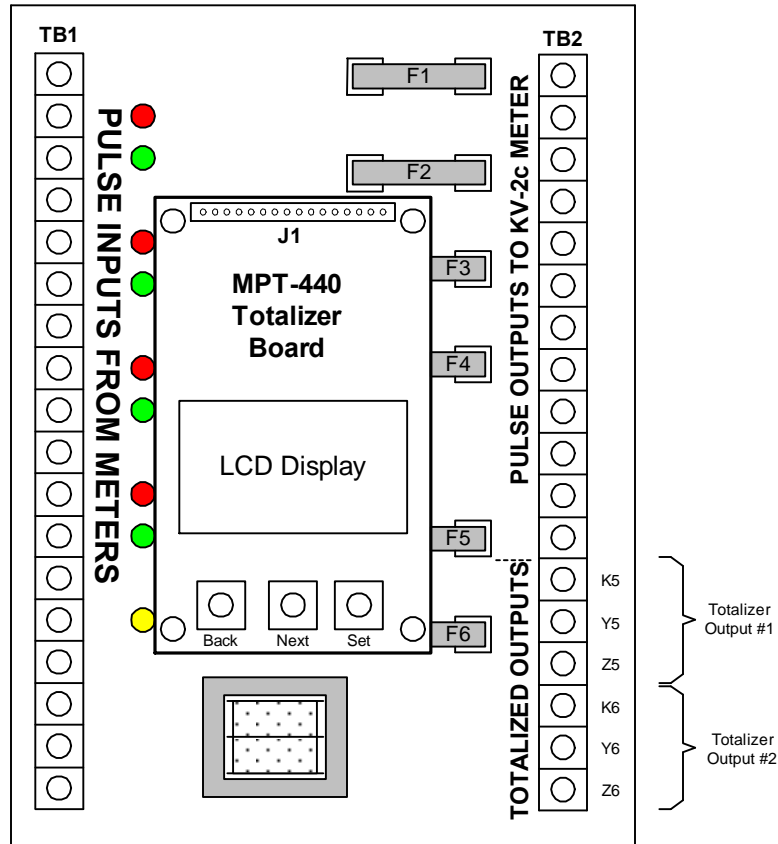 TB1
TB2
F1
F2
F3
F4
F5
F6
PULSE INPUTS FROM METERS
J1
MPT-440
Totalizer
Board
LCD Display
Back
Next
Set
PULSE OUTPUTS TO KV-2c METER
TOTALIZED OUTPUTS
K5
Y5
Z5
K6
Y6
Z6
Totalizer
Output #1
Totalizer
Output #2